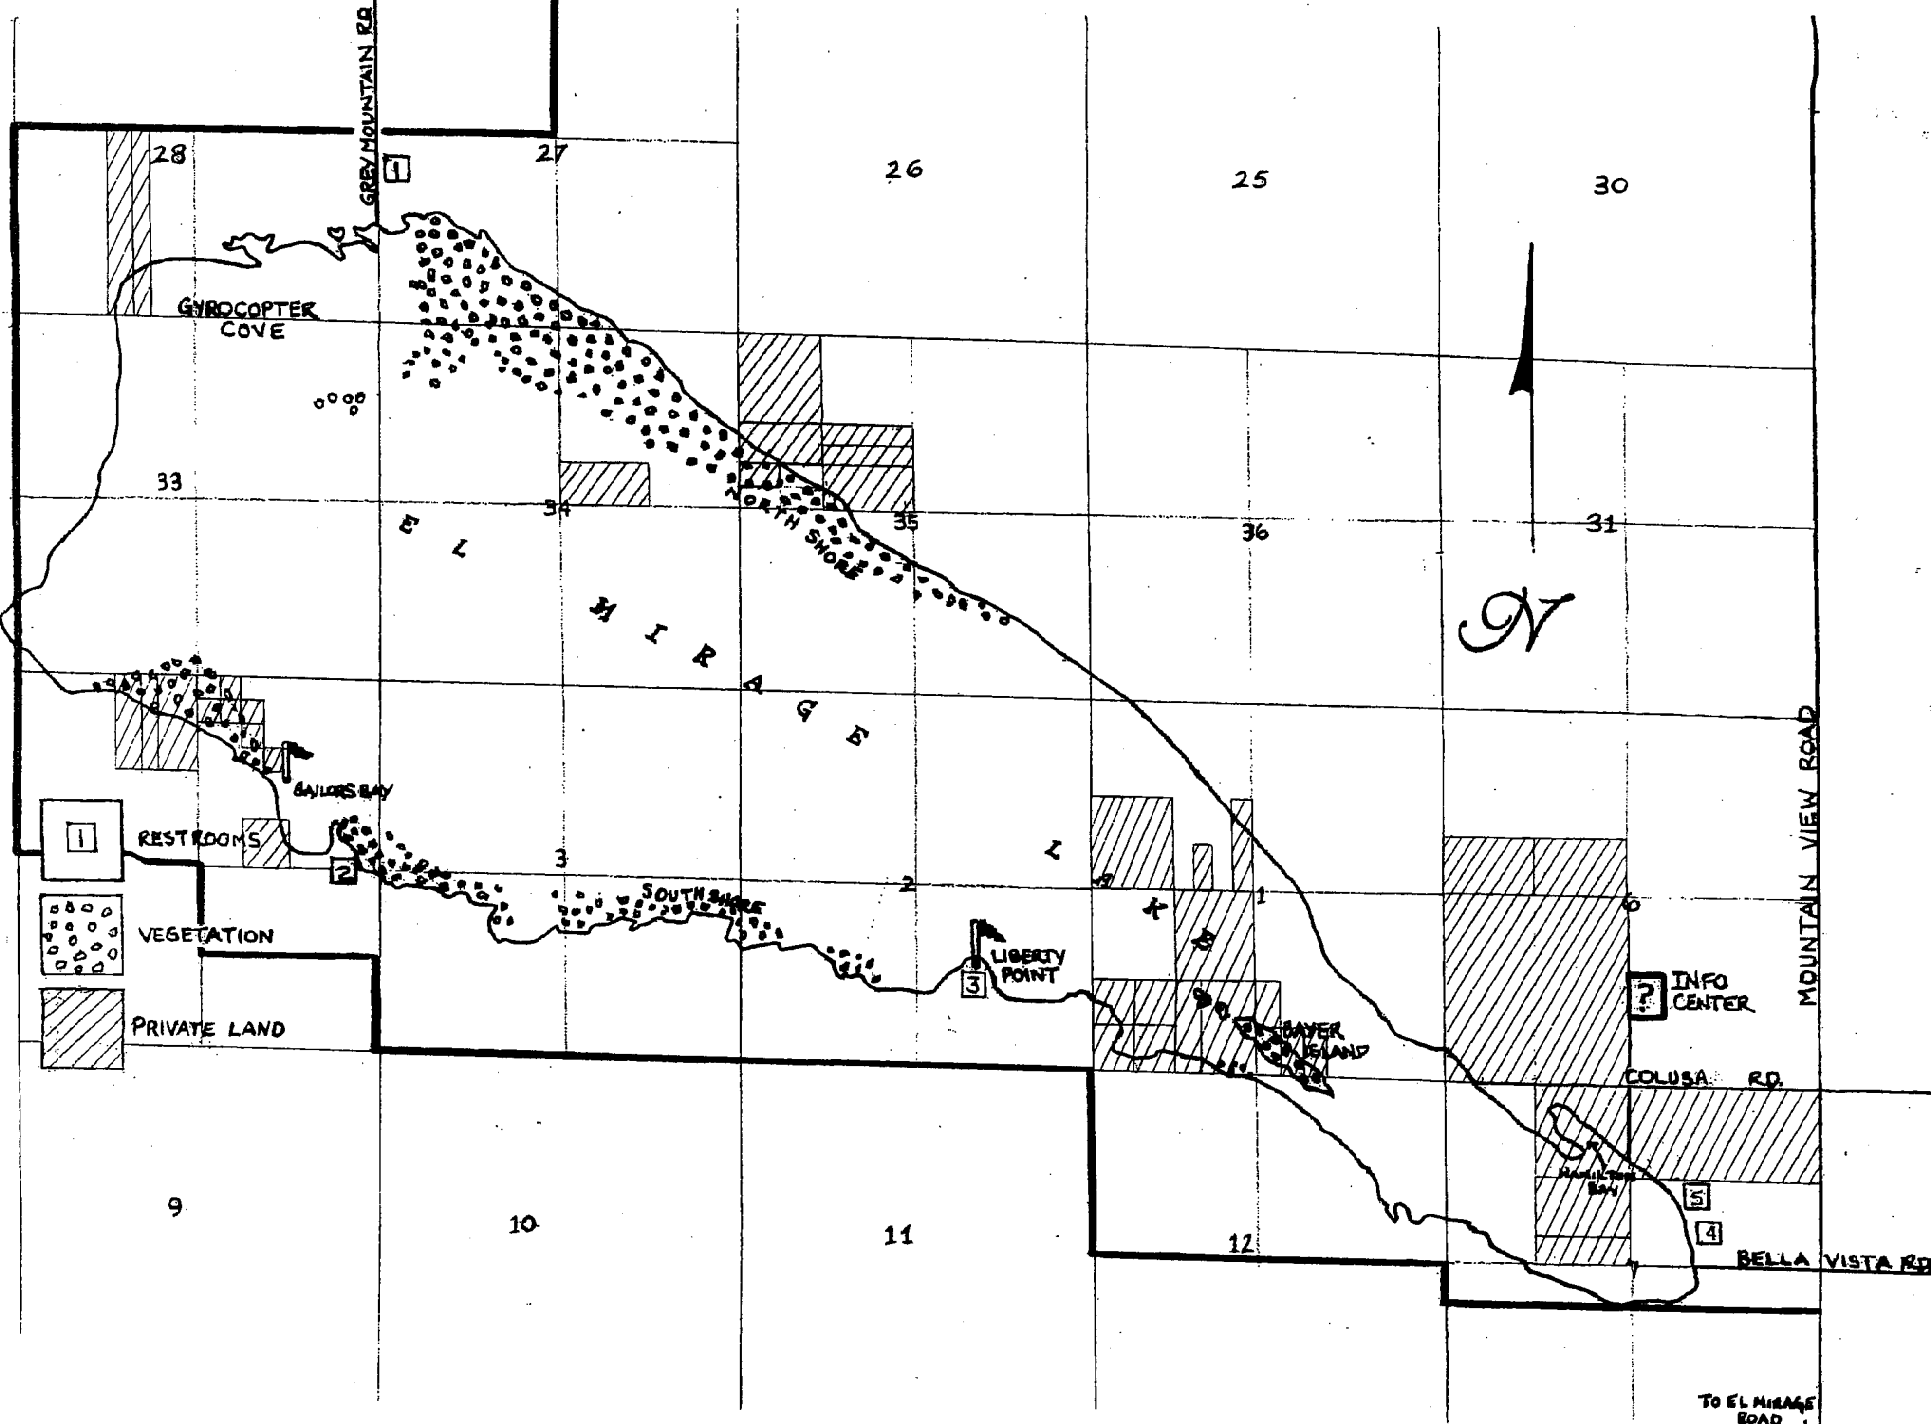 GREY MOUNTAIN RD
28
27
26
25
30
1
GYROCOPTER
COVE
33
34
35
36
31
NORTH SHORE
EL
MIRAGE
N
MOUNTAIN VIEW ROAD
SAILORS BAY
1
RESTROOMS
2
3
2
1
6
SOUTH SHORE
L
K
VEGETATION
LIBERTY
POINT
3
?
INFO
CENTER
PRIVATE LAND
BAYER
ISLAND
COLUSA RD.
HAMILTON
BAY
5
4
9
10
11
12
7
BELLA VISTA RD
TO EL MIRAGE
ROAD